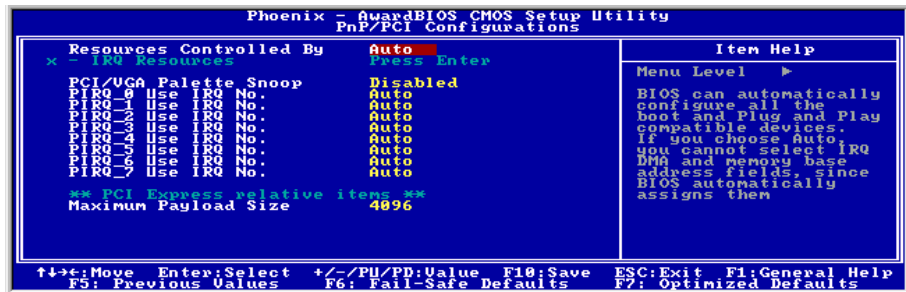 Phoenix - AwardBIOS CMOS Setup Utility
PnP/PCI Configurations
Resources Controlled By Auto
x - IRQ Resources Press Enter
PCI/VGA Palette Snoop Disabled
PIRQ_0 Use IRQ No. Auto
PIRQ_1 Use IRQ No. Auto
PIRQ_2 Use IRQ No. Auto
PIRQ_3 Use IRQ No. Auto
PIRQ_4 Use IRQ No. Auto
PIRQ_5 Use IRQ No. Auto
PIRQ_6 Use IRQ No. Auto
PIRQ_7 Use IRQ No. Auto
** PCI Express relative items **
Maximum Payload Size 4096
Item Help
Menu Level ▶
BIOS can automatically
configure all the
boot and Plug and Play
compatible devices.
If you choose Auto,
you cannot select IRQ
DMA and memory base
address fields, since
BIOS automatically
assigns them
↑↓→←:Move Enter:Select +/-/PU/PD:Value F10:Save ESC:Exit F1:General Help
F5: Previous Values F6: Fail-Safe Defaults F7: Optimized Defaults